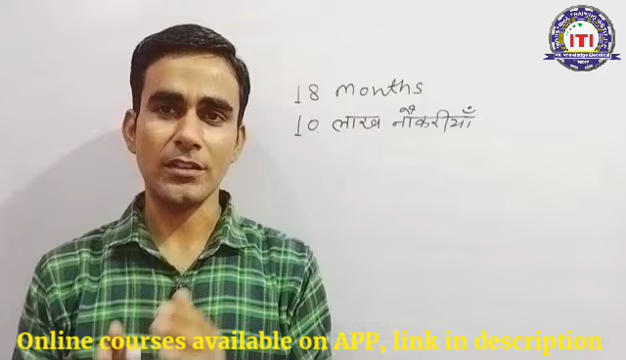 ITI
18 months
10 लाख नौकरीयाँ
Online courses available on APP, link in description